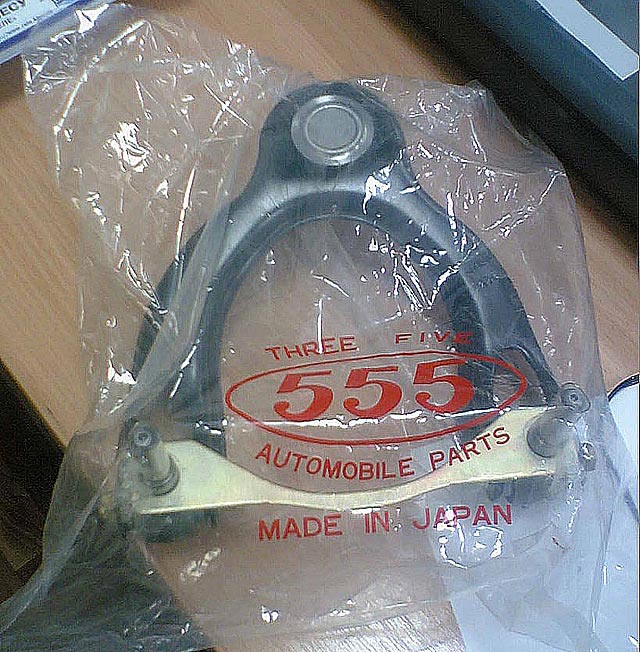 THREE FIVE
555
AUTOMOBILE PARTS
MADE IN JAPAN